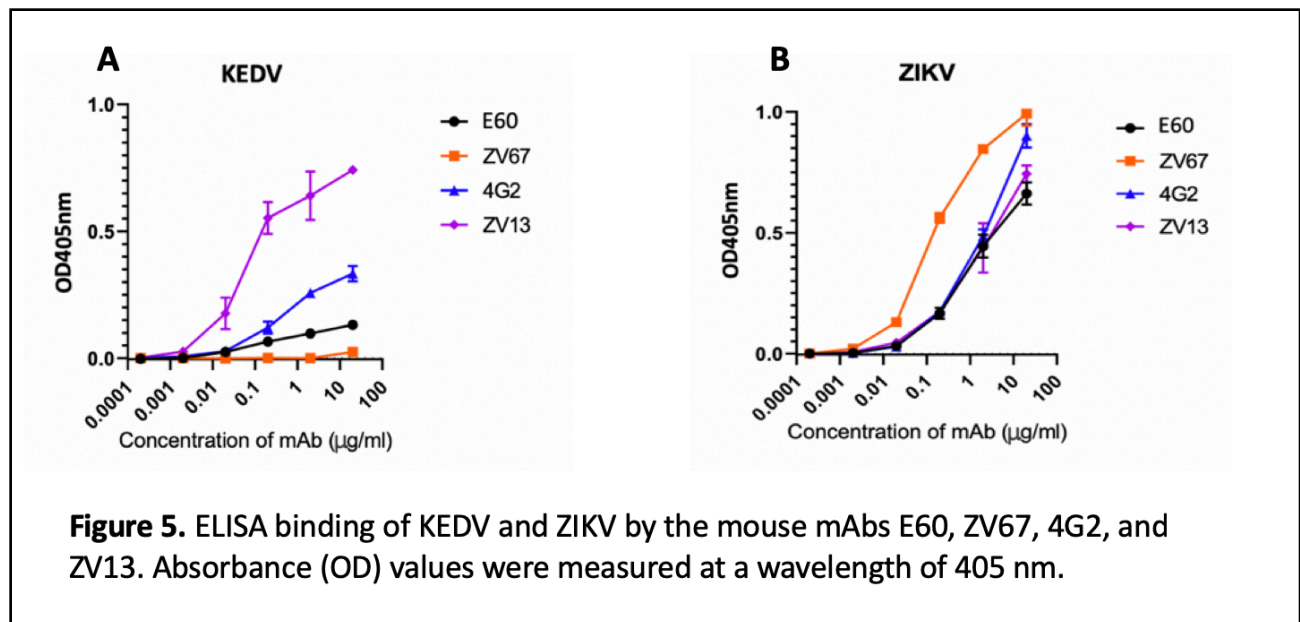 A
KEDV
1.0
0.5
0.0
OD405nm
0.0001
0.001
0.01
0.1
1
10
100
Concentration of mAb (μg/ml)
E60
ZV67
4G2
ZV13
B
ZIKV
1.0
0.5
0.0
OD405nm
0.0001
0.001
0.01
0.1
1
10
100
Concentration of mAb (μg/ml)
E60
ZV67
4G2
ZV13
Figure 5. ELISA binding of KEDV and ZIKV by the mouse mAbs E60, ZV67, 4G2, and
ZV13. Absorbance (OD) values were measured at a wavelength of 405 nm.